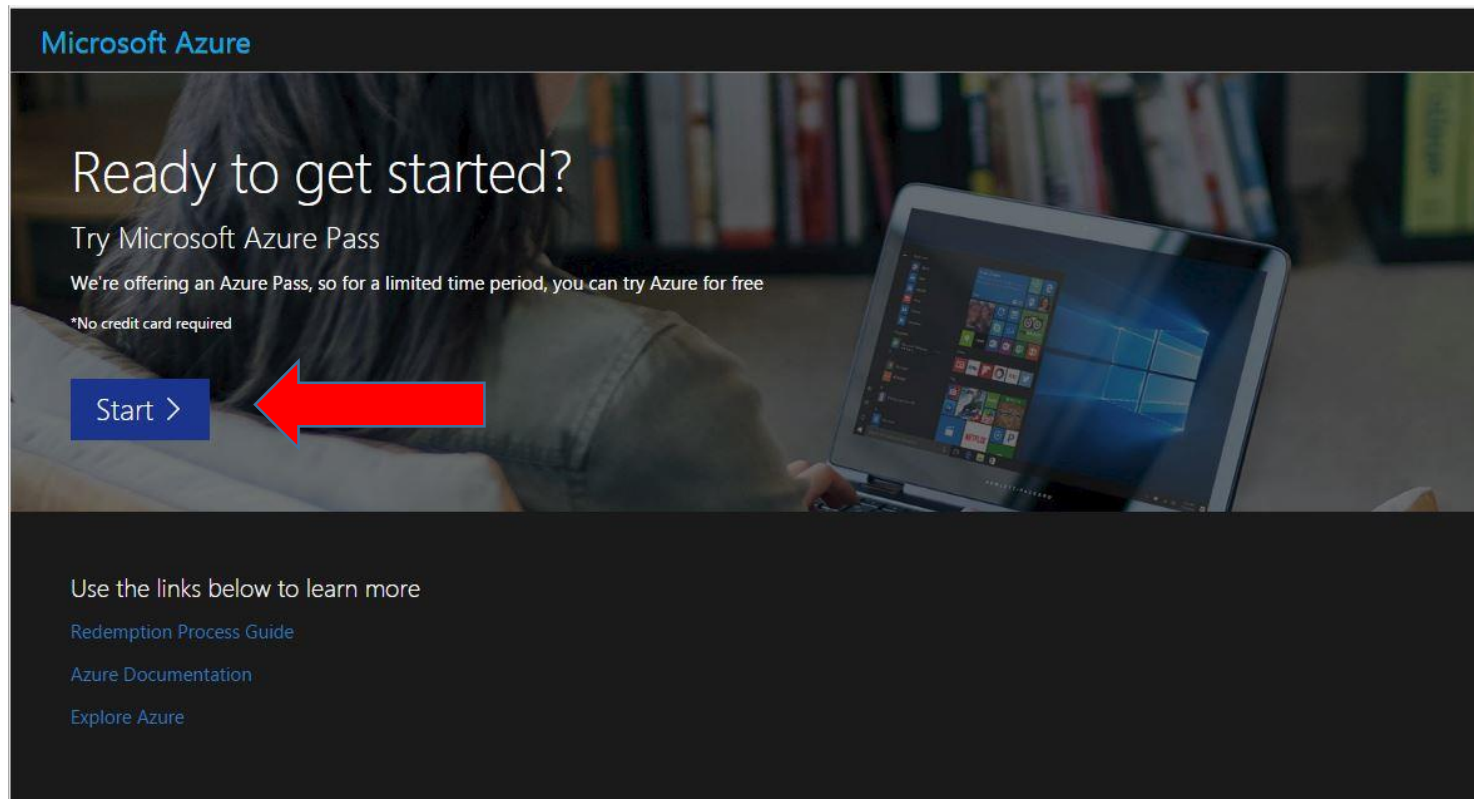 Microsoft Azure
Ready to get started?
Try Microsoft Azure Pass
We're offering an Azure Pass, so for a limited time period, you can try Azure for free
*No credit card required
Start >
Use the links below to learn more
Redemption Process Guide
Azure Documentation
Explore Azure